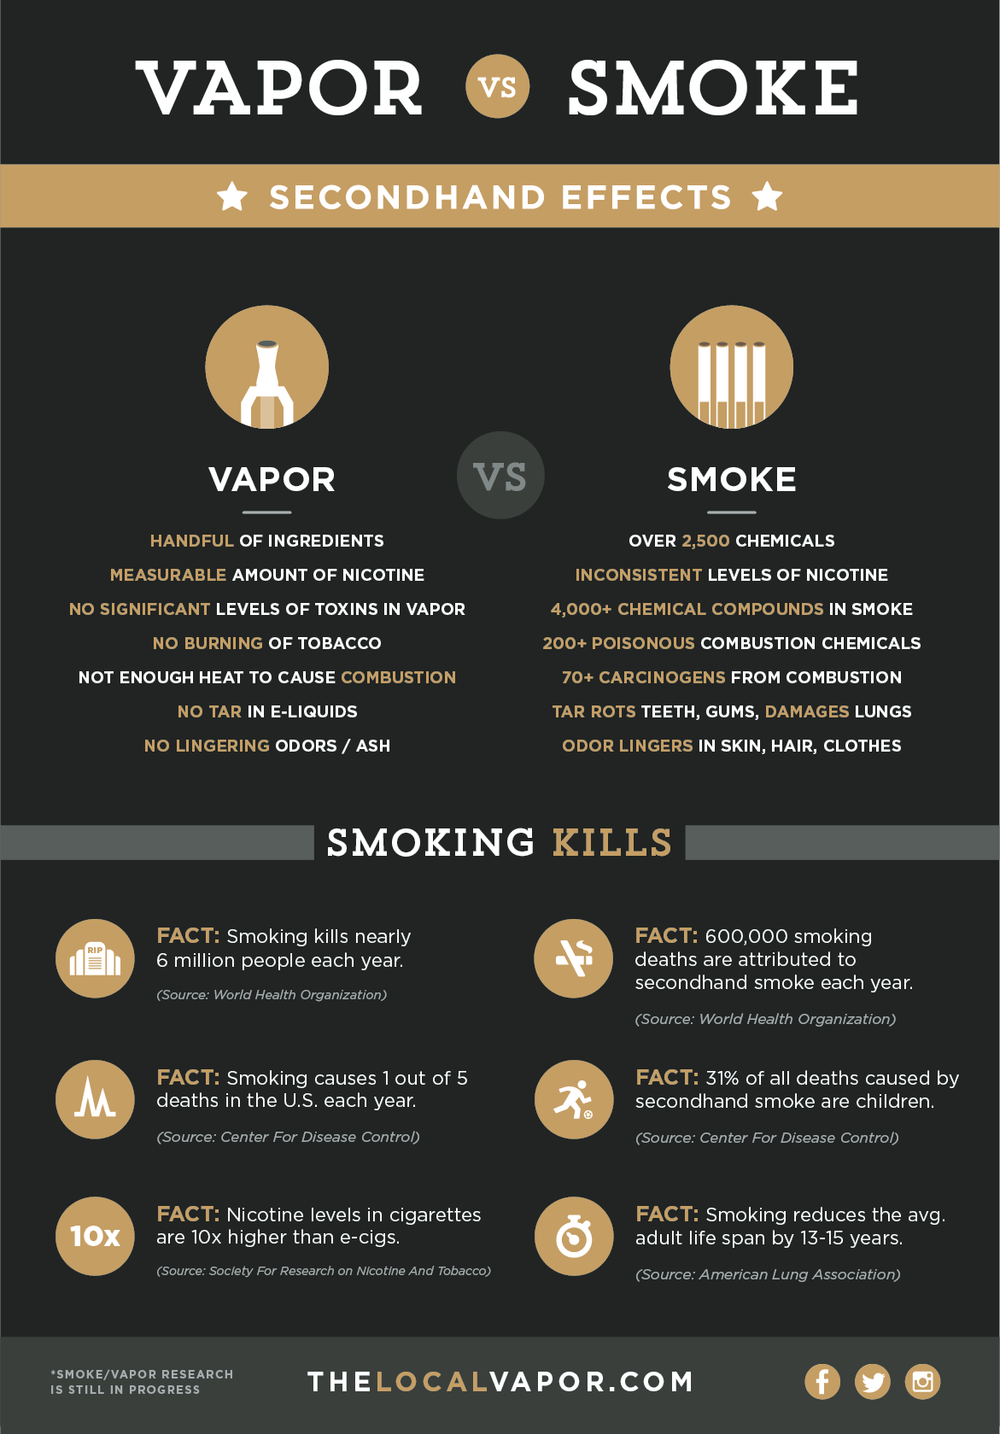 VAPOR VS SMOKE
SECONDHAND EFFECTS
VAPOR
HANDFUL OF INGREDIENTS
MEASURABLE AMOUNT OF NICOTINE
NO SIGNIFICANT LEVELS OF TOXINS IN VAPOR
NO BURNING OF TOBACCO
NOT ENOUGH HEAT TO CAUSE COMBUSTION
NO TAR IN E-LIQUIDS
NO LINGERING ODORS / ASH
VS
SMOKE
OVER 2,500 CHEMICALS
INCONSISTENT LEVELS OF NICOTINE
4,000+ CHEMICAL COMPOUNDS IN SMOKE
200+ POISONOUS COMBUSTION CHEMICALS
70+ CARCINOGENS FROM COMBUSTION
TAR ROTS TEETH, GUMS, DAMAGES LUNGS
ODOR LINGERS IN SKIN, HAIR, CLOTHES
SMOKING KILLS
RIP
FACT: Smoking kills nearly
6 million people each year.
(Source: World Health Organization)
FACT: 600,000 smoking
deaths are attributed to
secondhand smoke each year.
(Source: World Health Organization)
FACT: Smoking causes 1 out of 5
deaths in the U.S. each year.
(Source: Center For Disease Control)
FACT: 31% of all deaths caused by
secondhand smoke are children.
(Source: Center For Disease Control)
10x
FACT: Nicotine levels in cigarettes
are 10x higher than e-cigs.
(Source: Society For Research on Nicotine And Tobacco)
FACT: Smoking reduces the avg.
adult life span by 13-15 years.
(Source: American Lung Association)
*SMOKE/VAPOR RESEARCH
IS STILL IN PROGRESS
THELOCALVAPOR.COM